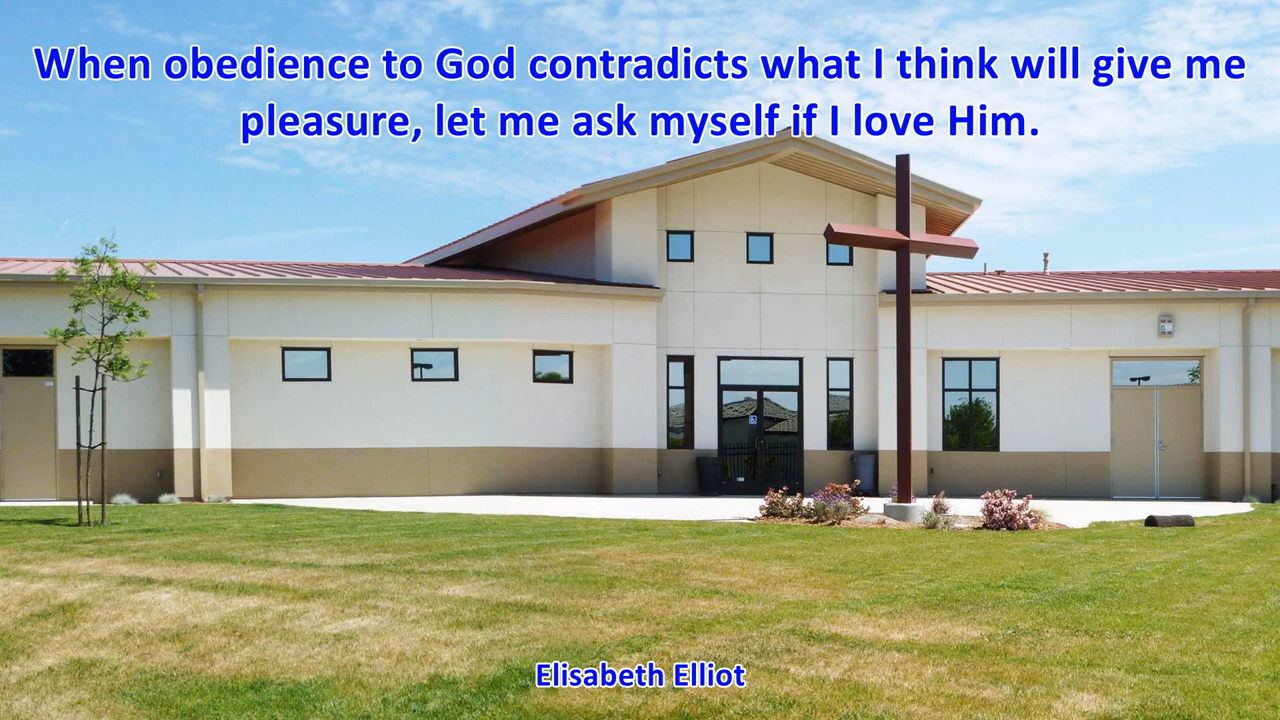 When obedience to God contradicts what I think will give me
pleasure, let me ask myself if I love Him.
Elisabeth Elliot